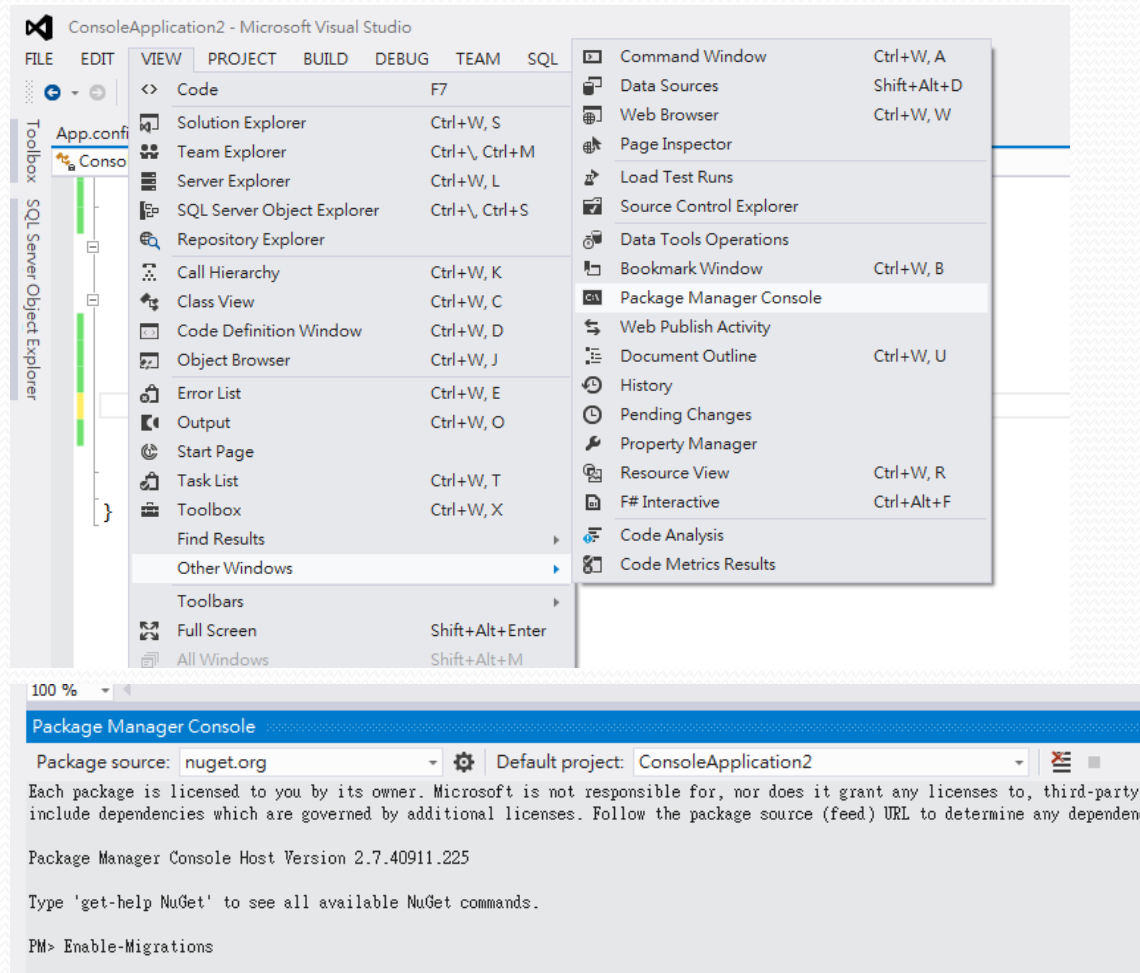 ConsoleApplication2 - Microsoft Visual Studio
FILE EDIT VIEW PROJECT BUILD DEBUG TEAM SQL
Code F7
Solution Explorer Ctrl+W, S
Team Explorer Ctrl+\, Ctrl+M
Server Explorer Ctrl+W, L
SQL Server Object Explorer Ctrl+\, Ctrl+S
Repository Explorer
Call Hierarchy Ctrl+W, K
Class View Ctrl+W, C
Code Definition Window Ctrl+W, D
Object Browser Ctrl+W, J
Error List Ctrl+W, E
Output Ctrl+W, O
Start Page
Task List Ctrl+W, T
Toolbox Ctrl+W, X
Find Results
Other Windows
Toolbars
Full Screen Shift+Alt+Enter
All Windows Shift+Alt+M
Command Window Ctrl+W, A
Data Sources Shift+Alt+D
Web Browser Ctrl+W, W
Page Inspector
Load Test Runs
Source Control Explorer
Data Tools Operations
Bookmark Window Ctrl+W, B
Package Manager Console
Web Publish Activity
Document Outline Ctrl+W, U
History
Pending Changes
Property Manager
Resource View Ctrl+W, R
F# Interactive Ctrl+Alt+F
Code Analysis
Code Metrics Results
Toolbox
SQL Server Object Explorer
App.confi
Conso
}
100 %
Package Manager Console
Package source: nuget.org Default project: ConsoleApplication2
Each package is licensed to you by its owner. Microsoft is not responsible for, nor does it grant any licenses to, third-party
include dependencies which are governed by additional licenses. Follow the package source (feed) URL to determine any dependen
Package Manager Console Host Version 2.7.40911.225
Type 'get-help NuGet' to see all available NuGet commands.
PM> Enable-Migrations